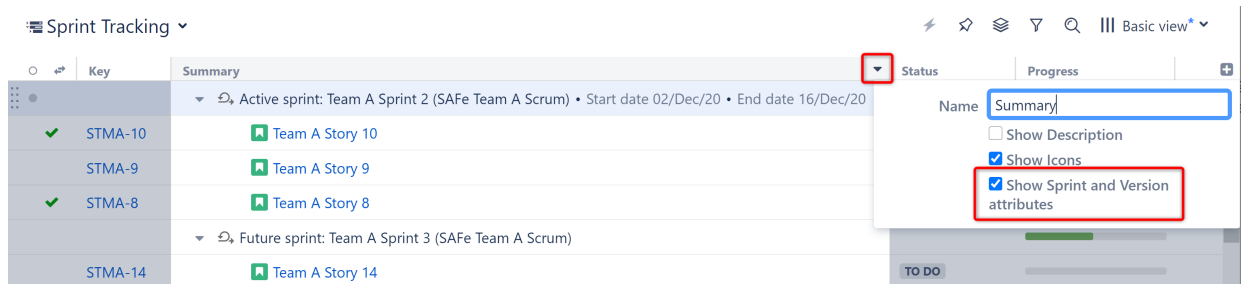 Sprint Tracking
Basic view*
Key Summary Status Progress
Active sprint: Team A Sprint 2 (SAFe Team A Scrum) • Start date 02/Dec/20 • End date 16/Dec/20
Name Summary
STMA-10 Team A Story 10
Show Description
STMA-9 Team A Story 9
Show Icons
STMA-8 Team A Story 8
Show Sprint and Version
attributes
Future sprint: Team A Sprint 3 (SAFe Team A Scrum)
STMA-14 Team A Story 14 TO DO